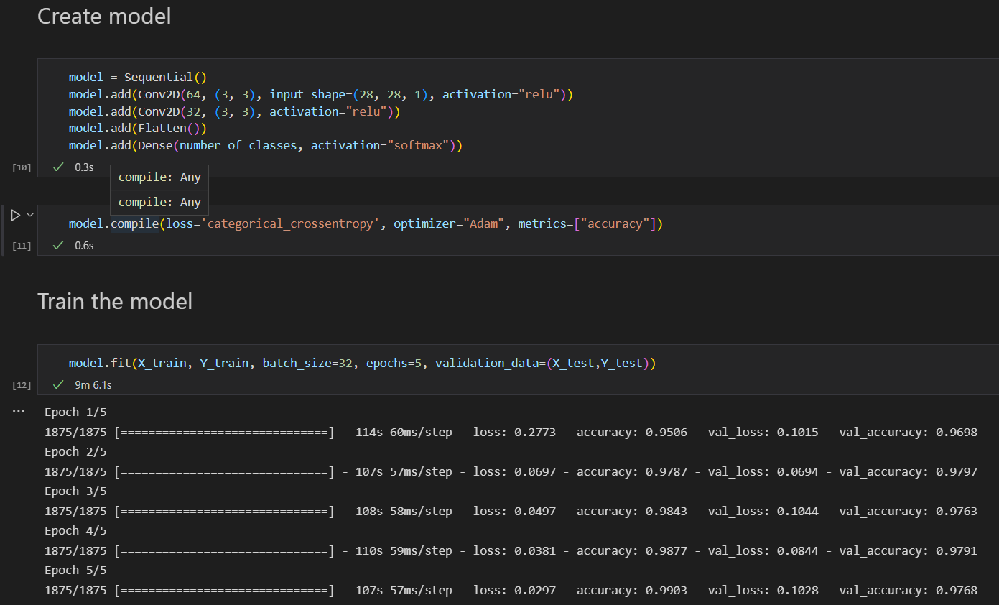 Create model
model = Sequential()
model.add(Conv2D(64, (3, 3), input_shape=(28, 28, 1), activation="relu"))
model.add(Conv2D(32, (3, 3), activation="relu"))
model.add(Flatten())
model.add(Dense(number_of_classes, activation="softmax"))
[10] 0.3s
compile: Any
compile: Any
model.compile(loss='categorical_crossentropy', optimizer="Adam", metrics=["accuracy"])
[11] 0.6s
Train the model
model.fit(X_train, Y_train, batch_size=32, epochs=5, validation_data=(X_test,Y_test))
[12] 9m 6.1s
Epoch 1/5
1875/1875 [==============================] - 114s 60ms/step - loss: 0.2773 - accuracy: 0.9506 - val_loss: 0.1015 - val_accuracy: 0.9698
Epoch 2/5
1875/1875 [==============================] - 107s 57ms/step - loss: 0.0697 - accuracy: 0.9787 - val_loss: 0.0694 - val_accuracy: 0.9797
Epoch 3/5
1875/1875 [==============================] - 108s 58ms/step - loss: 0.0497 - accuracy: 0.9843 - val_loss: 0.1044 - val_accuracy: 0.9763
Epoch 4/5
1875/1875 [==============================] - 110s 59ms/step - loss: 0.0381 - accuracy: 0.9877 - val_loss: 0.0844 - val_accuracy: 0.9791
Epoch 5/5
1875/1875 [==============================] - 107s 57ms/step - loss: 0.0297 - accuracy: 0.9903 - val_loss: 0.1028 - val_accuracy: 0.9768